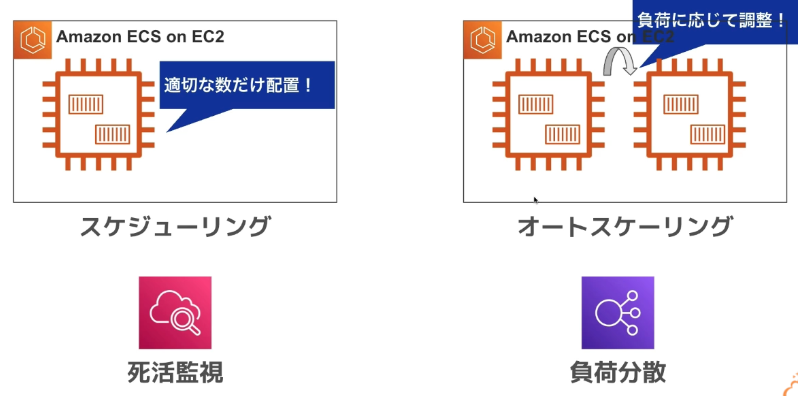 Amazon ECS on EC2
適切な数だけ配置！
スケジューリング
Amazon ECS on EC2
負荷に応じて調整！
オートスケーリング
死活監視
負荷分散